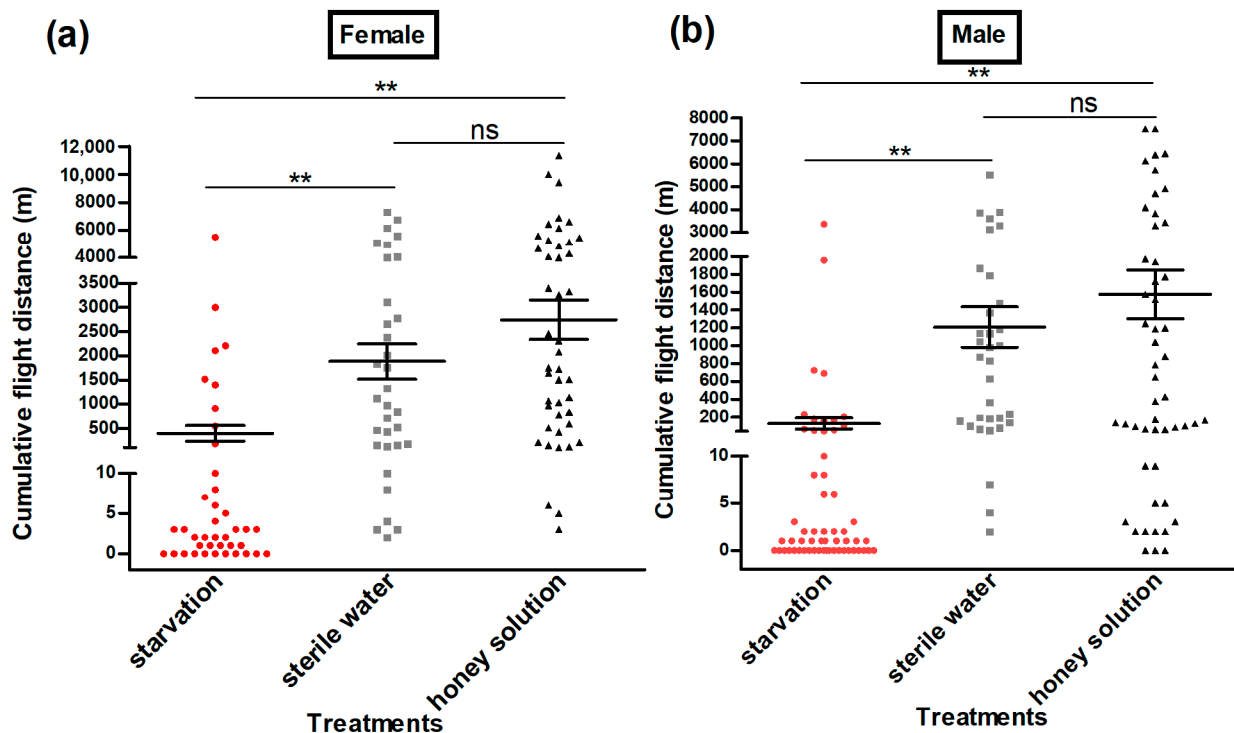 (a)
Female
**
ns
**
12,000
10,000
8000
6000
4000
3500
3000
2500
2000
1500
1000
500
10
5
0
Cumulative flight distance (m)
starvation
sterile water
honey solution
Treatments
(b)
Male
**
ns
**
8000
7000
6000
5000
4000
3000
2000
1800
1600
1400
1200
1000
800
600
400
200
10
5
0
Cumulative flight distance (m)
starvation
sterile water
honey solution
Treatments